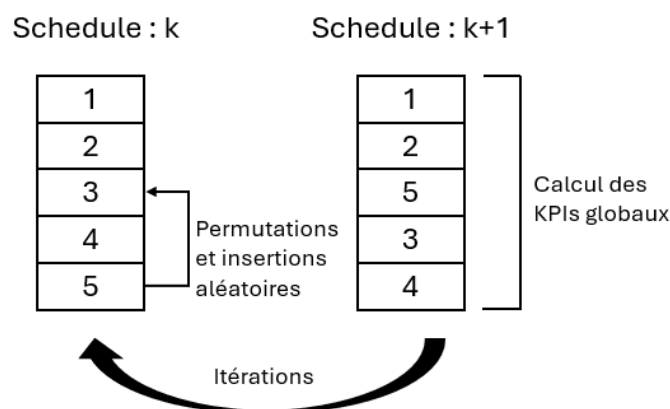 Schedule : k
Schedule : k+1
1
2
3
4
5
Permutations
et insertions
aléatoires
1
2
5
3
4
Calcul des
KPIs globaux
Itérations